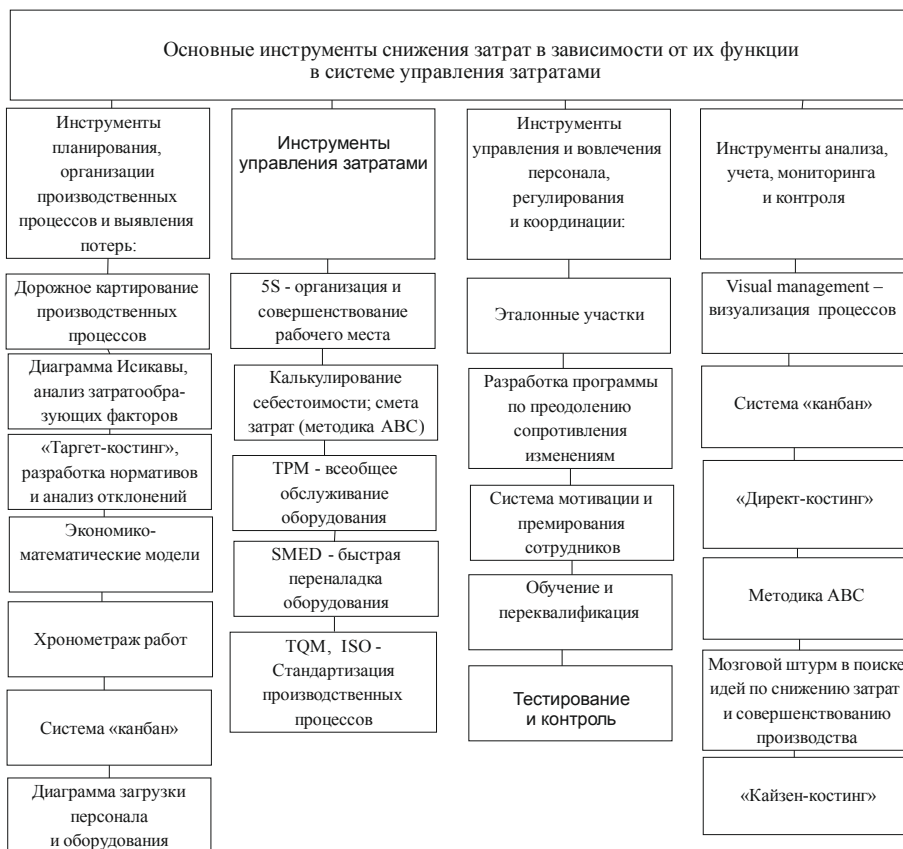 Основные инструменты снижения затрат в зависимости от их функции
в системе управления затратами
Инструменты
планирования,
организации
производственных
процессов и выявления
потерь:
Дорожное картирование
производственных
процессов
Диаграмма Исикавы,
анализ затратообра-
зующих факторов
«Таргет-костинг»,
разработка нормативов
и анализ отклонений
Экономико-
математические модели
Хронометраж работ
Система «канбан»
Диаграмма загрузки
персонала
и оборудования
Инструменты
управления затратами
5S - организация и
совершенствование
рабочего места
Калькулирование
себестоимости; смета
затрат (методика АВС)
TPM - всеобщее
обслуживание
оборудования
SMED - быстрая
переналадка
оборудования
TQM, ISO -
Стандартизация
производственных
процессов
Инструменты
управления и вовлечения
персонала,
регулирования
и координации:
Эталонные участки
Разработка программы
по преодолению
сопротивления
изменениям
Система мотивации и
премирования
сотрудников
Обучение и
переквалификация
Тестирование
и контроль
Инструменты анализа,
учета, мониторинга
и контроля
Visual management –
визуализация процессов
Система «канбан»
«Директ-костинг»
Методика АВС
Мозговой штурм в поиске
идей по снижению затрат
и совершенствованию
производства
«Кайзен-костинг»